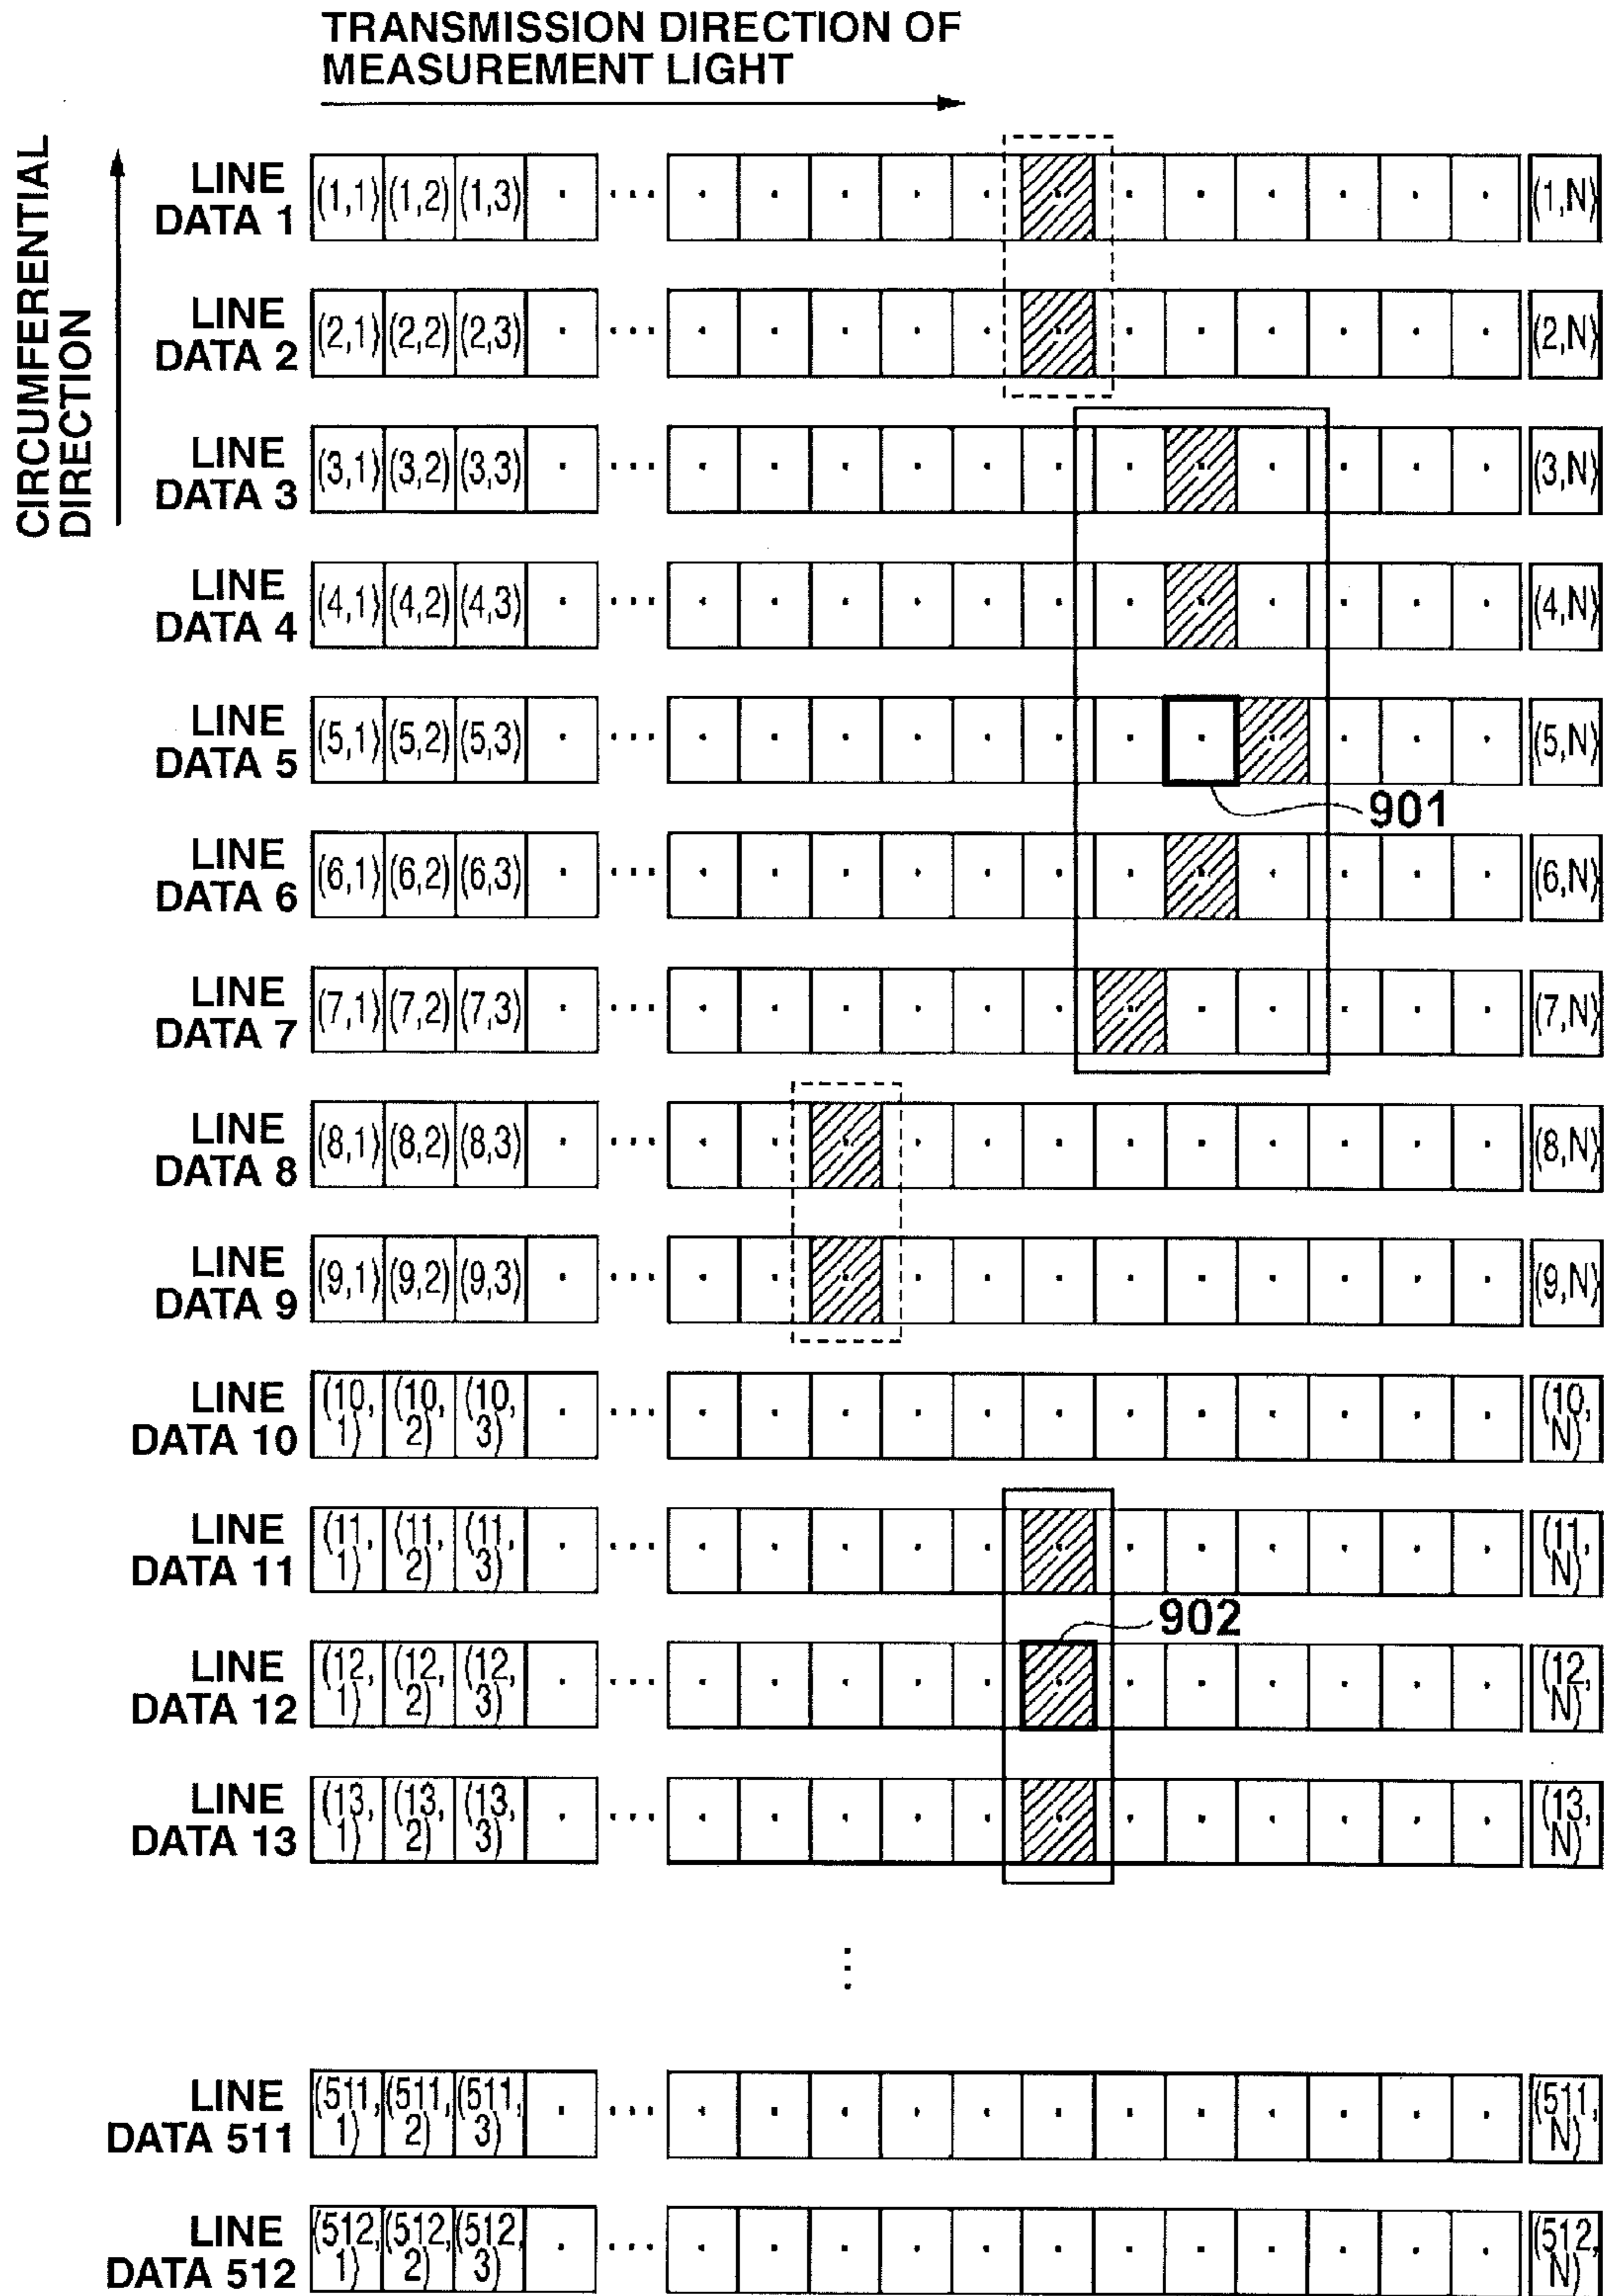 TRANSMISSION DIRECTION OF
MEASUREMENT LIGHT
CIRCUMFERENTIAL
DIRECTION
LINE
DATA 1
(1,1) (1,2) (1,3) · ··· · · · · · · · · · · · · (1,N)
LINE
DATA 2
(2,1) (2,2) (2,3) · ··· · · · · · · · · · · · · (2,N)
LINE
DATA 3
(3,1) (3,2) (3,3) · ··· · · · · · · · · · · · · (3,N)
LINE
DATA 4
(4,1) (4,2) (4,3) · ··· · · · · · · · · · · · · (4,N)
LINE
DATA 5
(5,1) (5,2) (5,3) · ··· · · · · · · · · · · · · (5,N)
901
LINE
DATA 6
(6,1) (6,2) (6,3) · ··· · · · · · · · · · · · · (6,N)
LINE
DATA 7
(7,1) (7,2) (7,3) · ··· · · · · · · · · · · · · (7,N)
LINE
DATA 8
(8,1) (8,2) (8,3) · ··· · · · · · · · · · · · · (8,N)
LINE
DATA 9
(9,1) (9,2) (9,3) · ··· · · · · · · · · · · · · (9,N)
LINE
DATA 10
(10, 1) (10, 2) (10, 3) · ··· · · · · · · · · · · · · (10, N)
LINE
DATA 11
(11, 1) (11, 2) (11, 3) · ··· · · · · · · · · · · · · (11, N)
902
LINE
DATA 12
(12, 1) (12, 2) (12, 3) · ··· · · · · · · · · · · · · (12, N)
LINE
DATA 13
(13, 1) (13, 2) (13, 3) · ··· · · · · · · · · · · · · (13, N)
⋮
LINE
DATA 511
(511, 1) (511, 2) (511, 3) · ··· · · · · · · · · · · · · (511, N)
LINE
DATA 512
(512, 1) (512, 2) (512, 3) · ··· · · · · · · · · · · · · (512, N)